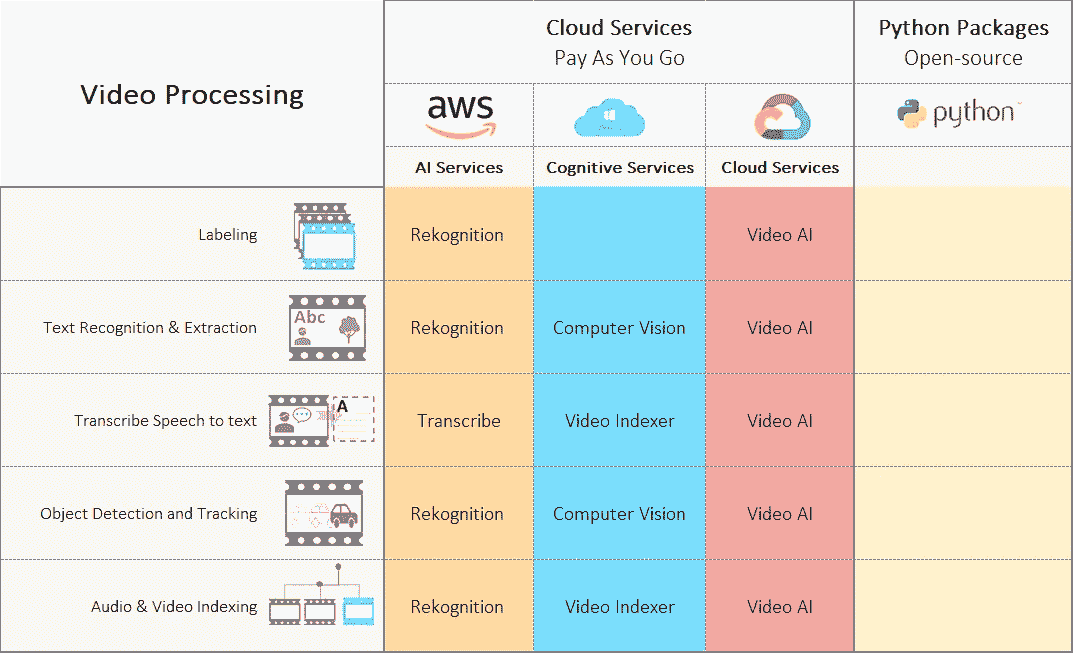 Cloud Services
Pay As You Go
Python Packages
Open-source
Video Processing
aws
python
AI Services
Cognitive Services
Cloud Services
Labeling
Rekognition
Video AI
Text Recognition & Extraction
Abc
Rekognition
Computer Vision
Video AI
Transcribe Speech to text
A
Transcribe
Video Indexer
Video AI
Object Detection and Tracking
Rekognition
Computer Vision
Video AI
Audio & Video Indexing
Rekognition
Video Indexer
Video AI